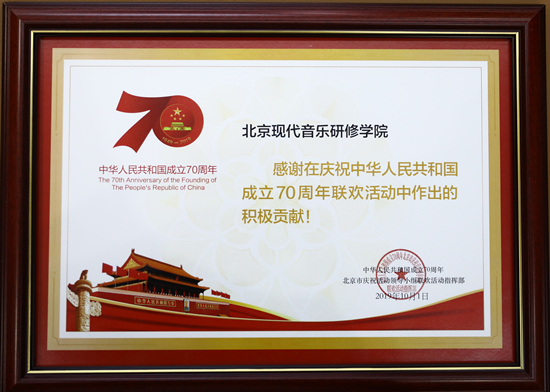 70
1949-2019
中华人民共和国成立70周年
The 70th Anniversary of the Founding of
The People's Republic of China
北京现代音乐研修学院
感谢在庆祝中华人民共和国
成立70周年联欢活动中作出的
积极贡献!
中华人民共和国成立70周年
北京市庆祝活动领导小组联欢活动指挥部
2019年10月1日